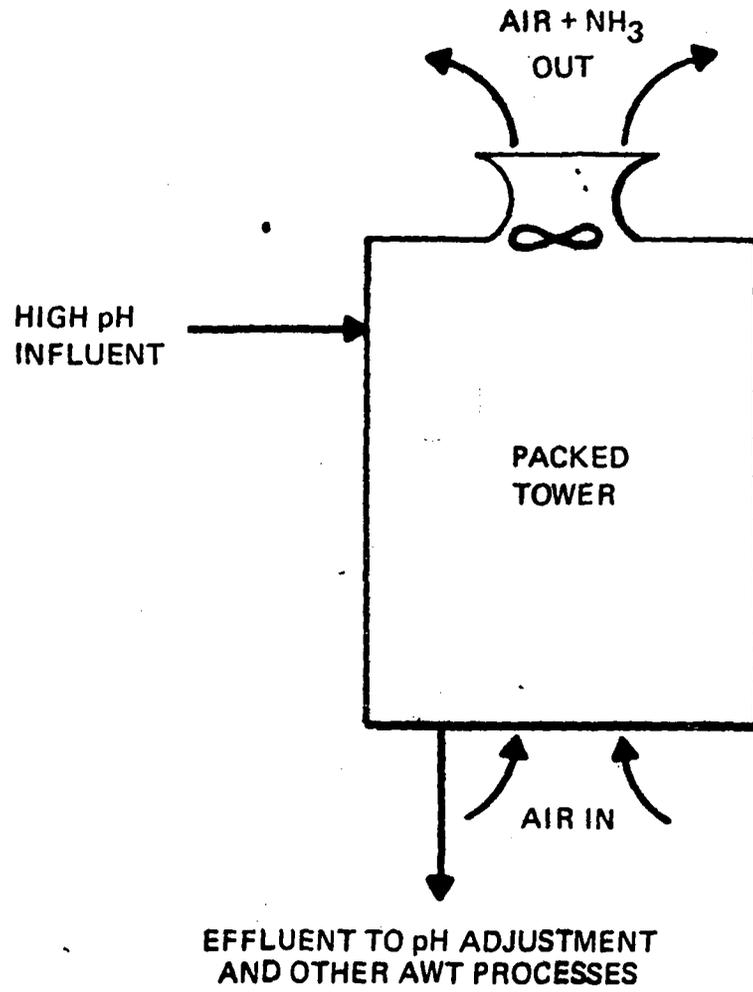 AIR + NH3
OUT
HIGH pH
INFLUENT
PACKED
TOWER
AIR IN
EFFLUENT TO pH ADJUSTMENT
AND OTHER AWT PROCESSES